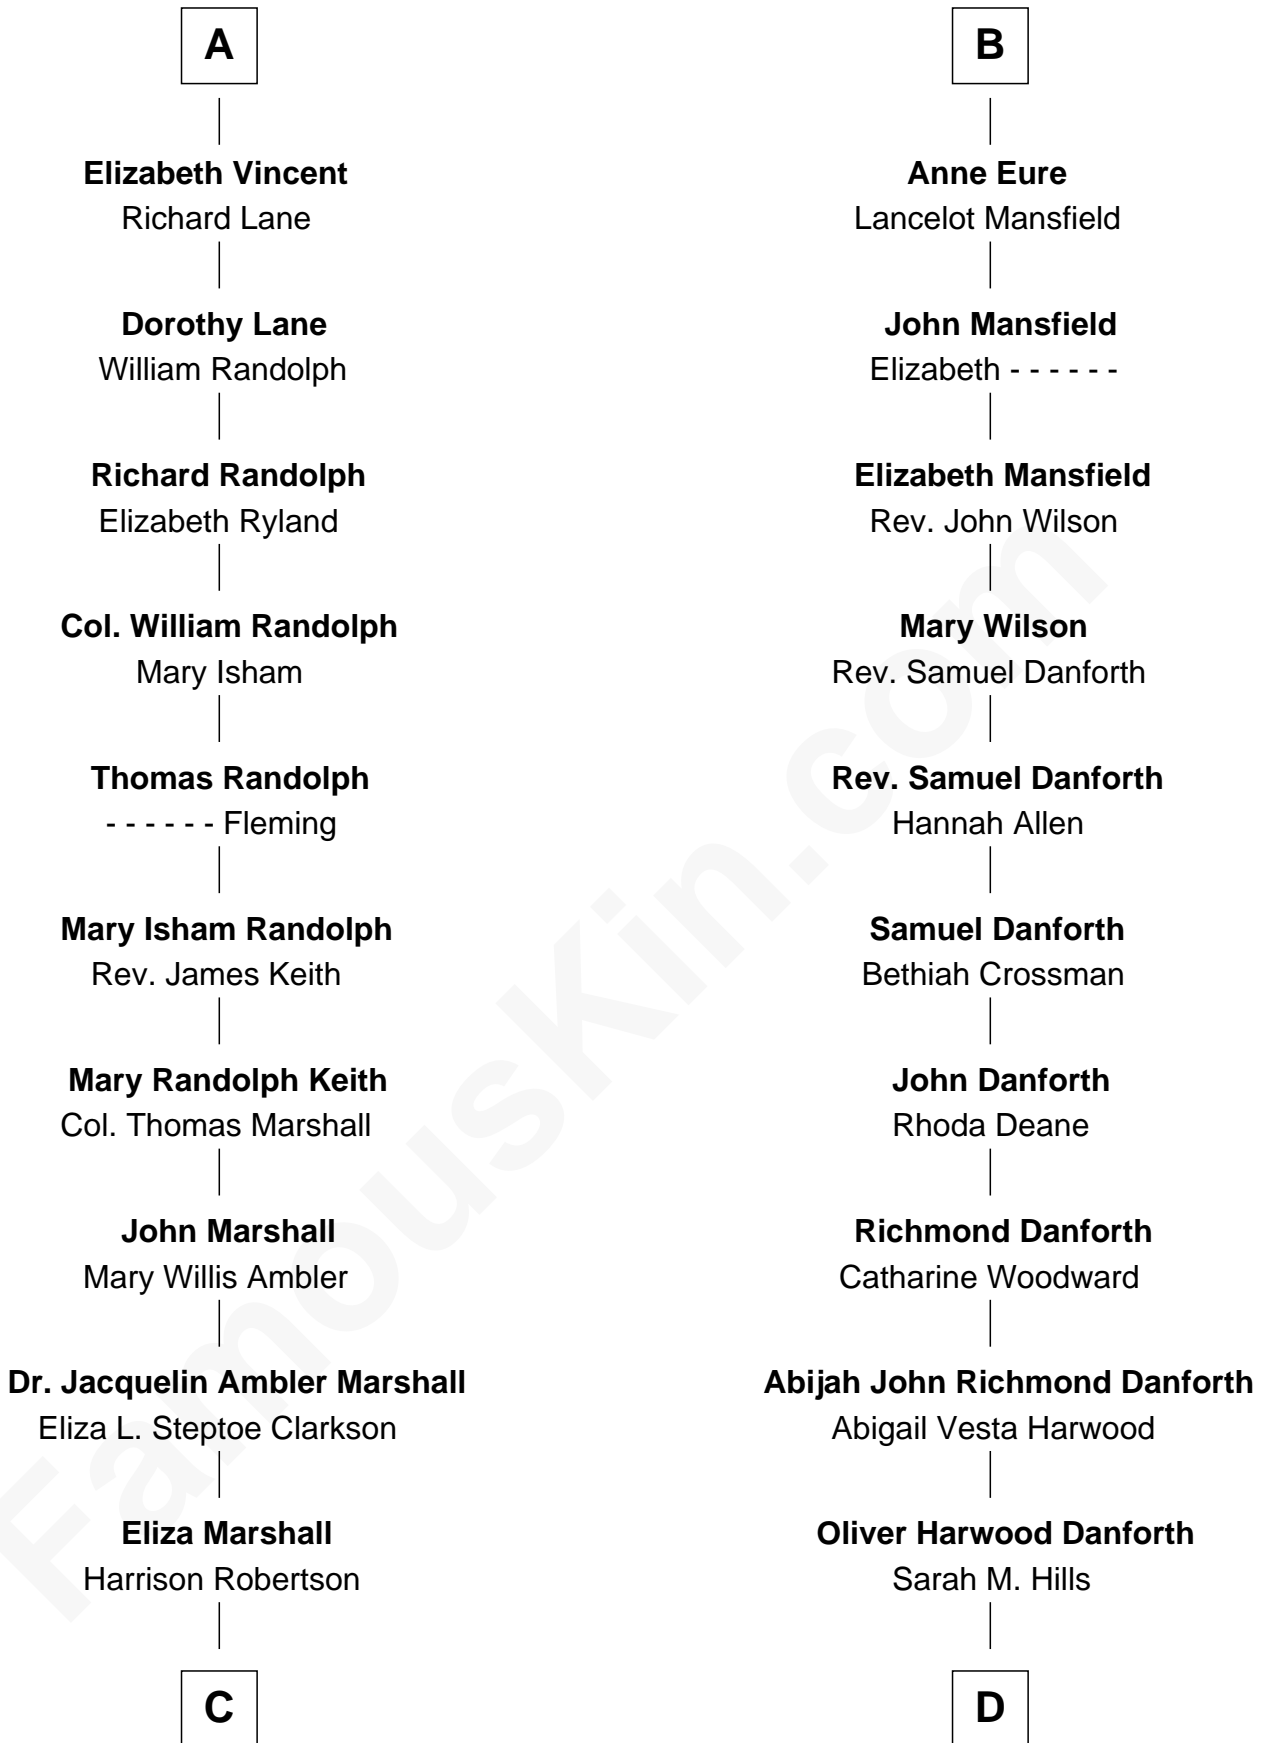 A
Elizabeth Vincent
Richard Lane
Dorothy Lane
William Randolph
Richard Randolph
Elizabeth Ryland
Col. William Randolph
Mary Isham
Thomas Randolph
- - - - - - Fleming
Mary Isham Randolph
Rev. James Keith
Mary Randolph Keith
Col. Thomas Marshall
John Marshall
Mary Willis Ambler
Dr. Jacquelin Ambler Marshall
Eliza L. Steptoe Clarkson
Eliza Marshall
Harrison Robertson
C
B
Anne Eure
Lancelot Mansfield
John Mansfield
Elizabeth - - - - - -
Elizabeth Mansfield
Rev. John Wilson
Mary Wilson
Rev. Samuel Danforth
Rev. Samuel Danforth
Hannah Allen
Samuel Danforth
Bethiah Crossman
John Danforth
Rhoda Deane
Richmond Danforth
Catharine Woodward
Abijah John Richmond Danforth
Abigail Vesta Harwood
Oliver Harwood Danforth
Sarah M. Hills
D
FamousKin.com